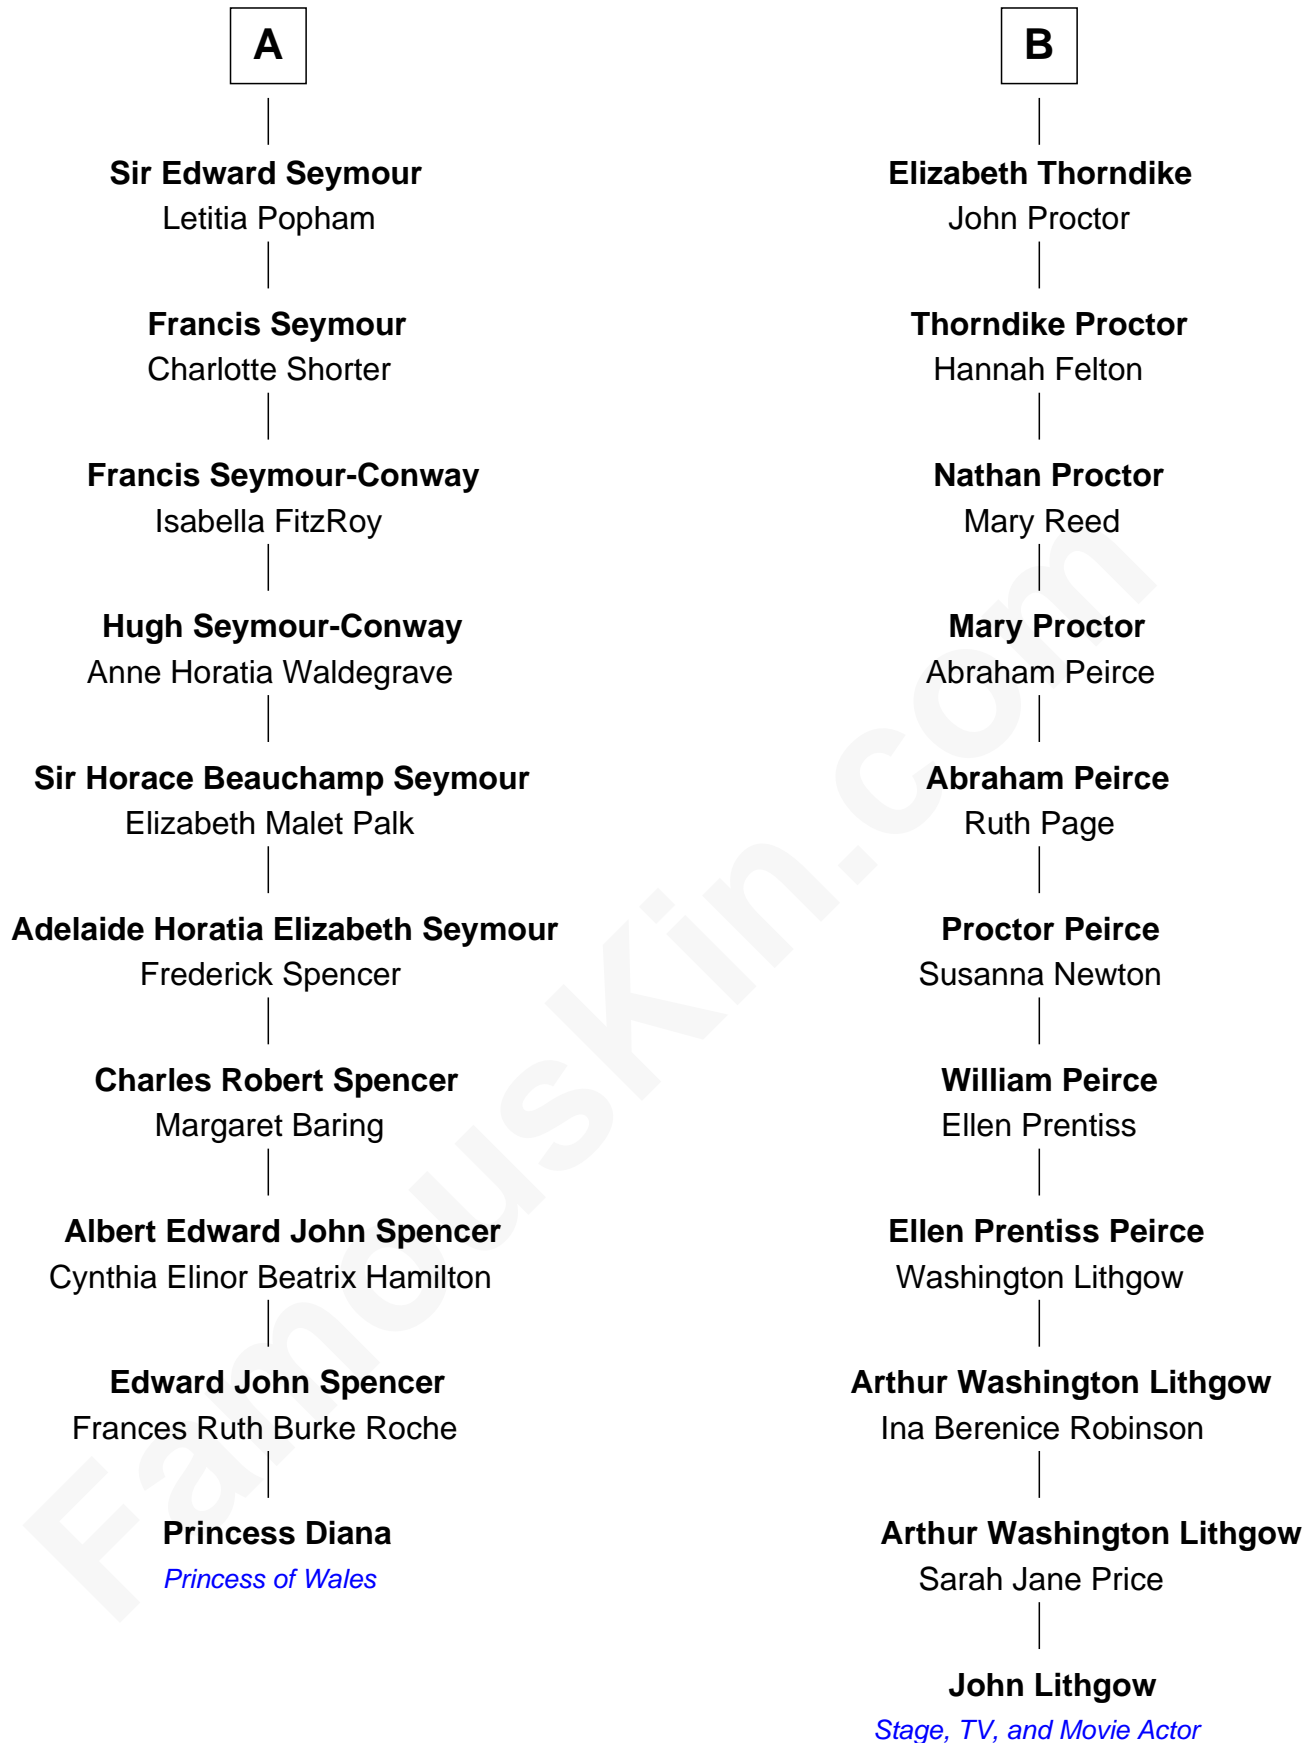 A
Sir Edward Seymour
Letitia Popham
Francis Seymour
Charlotte Shorter
Francis Seymour-Conway
Isabella FitzRoy
Hugh Seymour-Conway
Anne Horatia Waldegrave
Sir Horace Beauchamp Seymour
Elizabeth Malet Palk
Adelaide Horatia Elizabeth Seymour
Frederick Spencer
Charles Robert Spencer
Margaret Baring
Albert Edward John Spencer
Cynthia Elinor Beatrix Hamilton
Edward John Spencer
Frances Ruth Burke Roche
Princess Diana
Princess of Wales
B
Elizabeth Thorndike
John Proctor
Thorndike Proctor
Hannah Felton
Nathan Proctor
Mary Reed
Mary Proctor
Abraham Peirce
Abraham Peirce
Ruth Page
Proctor Peirce
Susanna Newton
William Peirce
Ellen Prentiss
Ellen Prentiss Peirce
Washington Lithgow
Arthur Washington Lithgow
Ina Berenice Robinson
Arthur Washington Lithgow
Sarah Jane Price
John Lithgow
Stage, TV, and Movie Actor
FamousKin.com